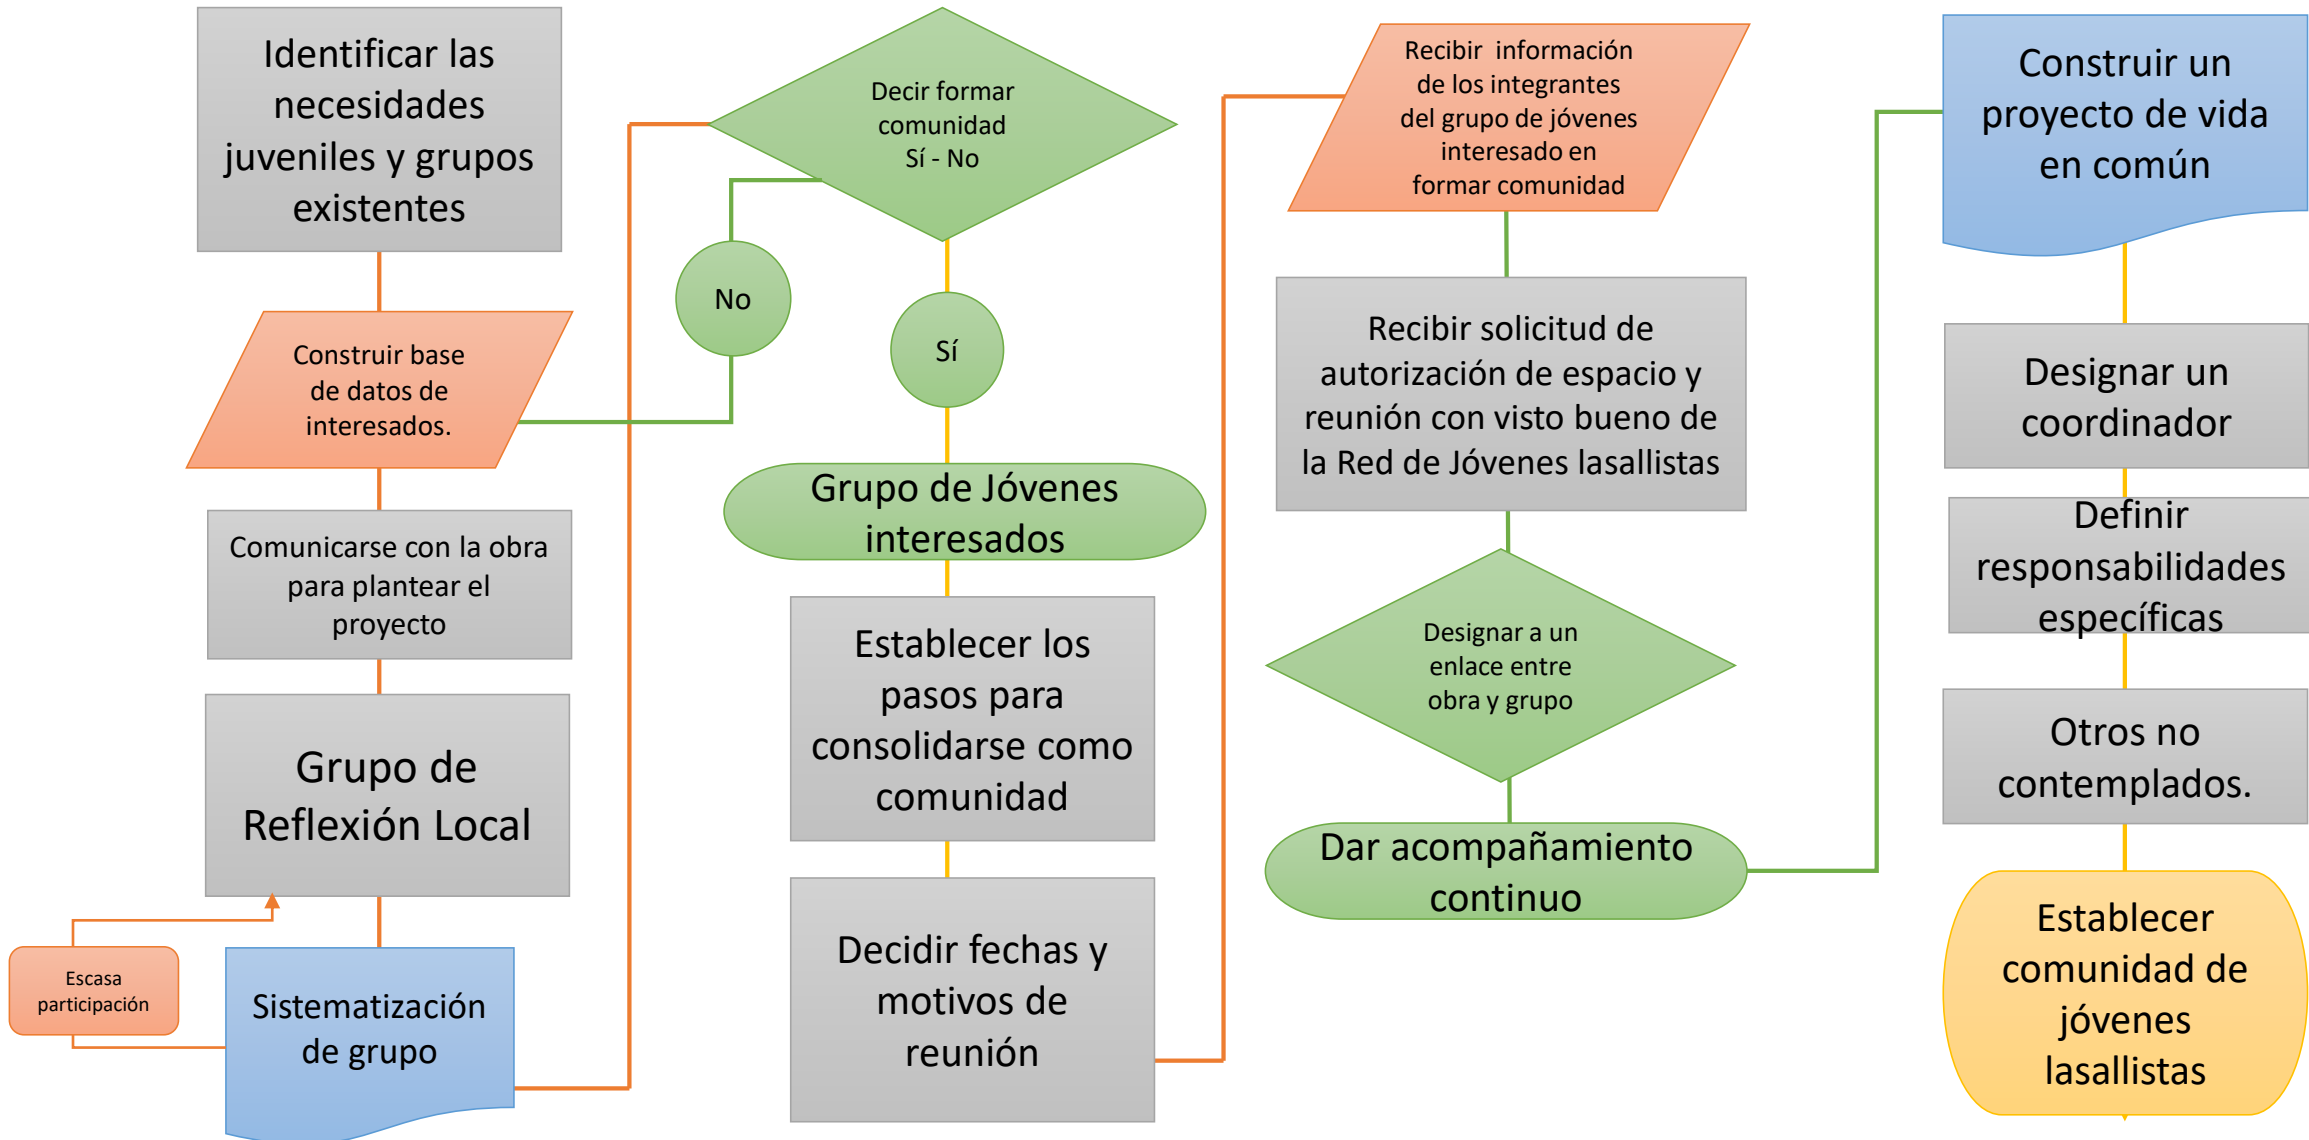 Identificar las
necesidades
juveniles y grupos
existentes
Construir base
de datos de
interesados.
Comunicarse con la obra
para plantear el
proyecto
Grupo de
Reflexión Local
Escasa
participación
Sistematización
de grupo
Decir formar
comunidad
Sí - No
No
Sí
Grupo de Jóvenes
interesados
Establecer los
pasos para
consolidarse como
comunidad
Decidir fechas y
motivos de
reunión
Recibir información
de los integrantes
del grupo de jóvenes
interesado en
formar comunidad
Recibir solicitud de
autorización de espacio y
reunión con visto bueno de
la Red de Jóvenes lasallistas
Designar a un
enlace entre
obra y grupo
Dar acompañamiento
continuo
Construir un
proyecto de vida
en común
Designar un
coordinador
Definir
responsabilidades
específicas
Otros no
contemplados.
Establecer
comunidad de
jóvenes
lasallistas